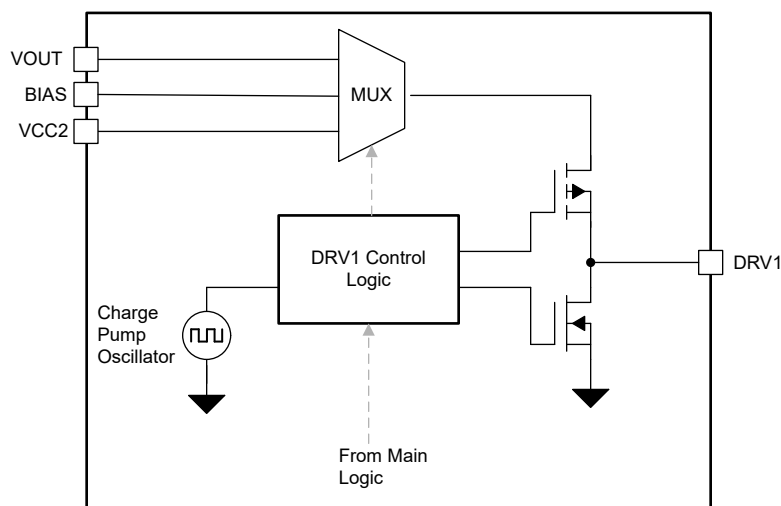 VOUT
BIAS
VCC2
MUX
DRV1 Control
Logic
DRV1
Charge
Pump
Oscillator
From Main
Logic